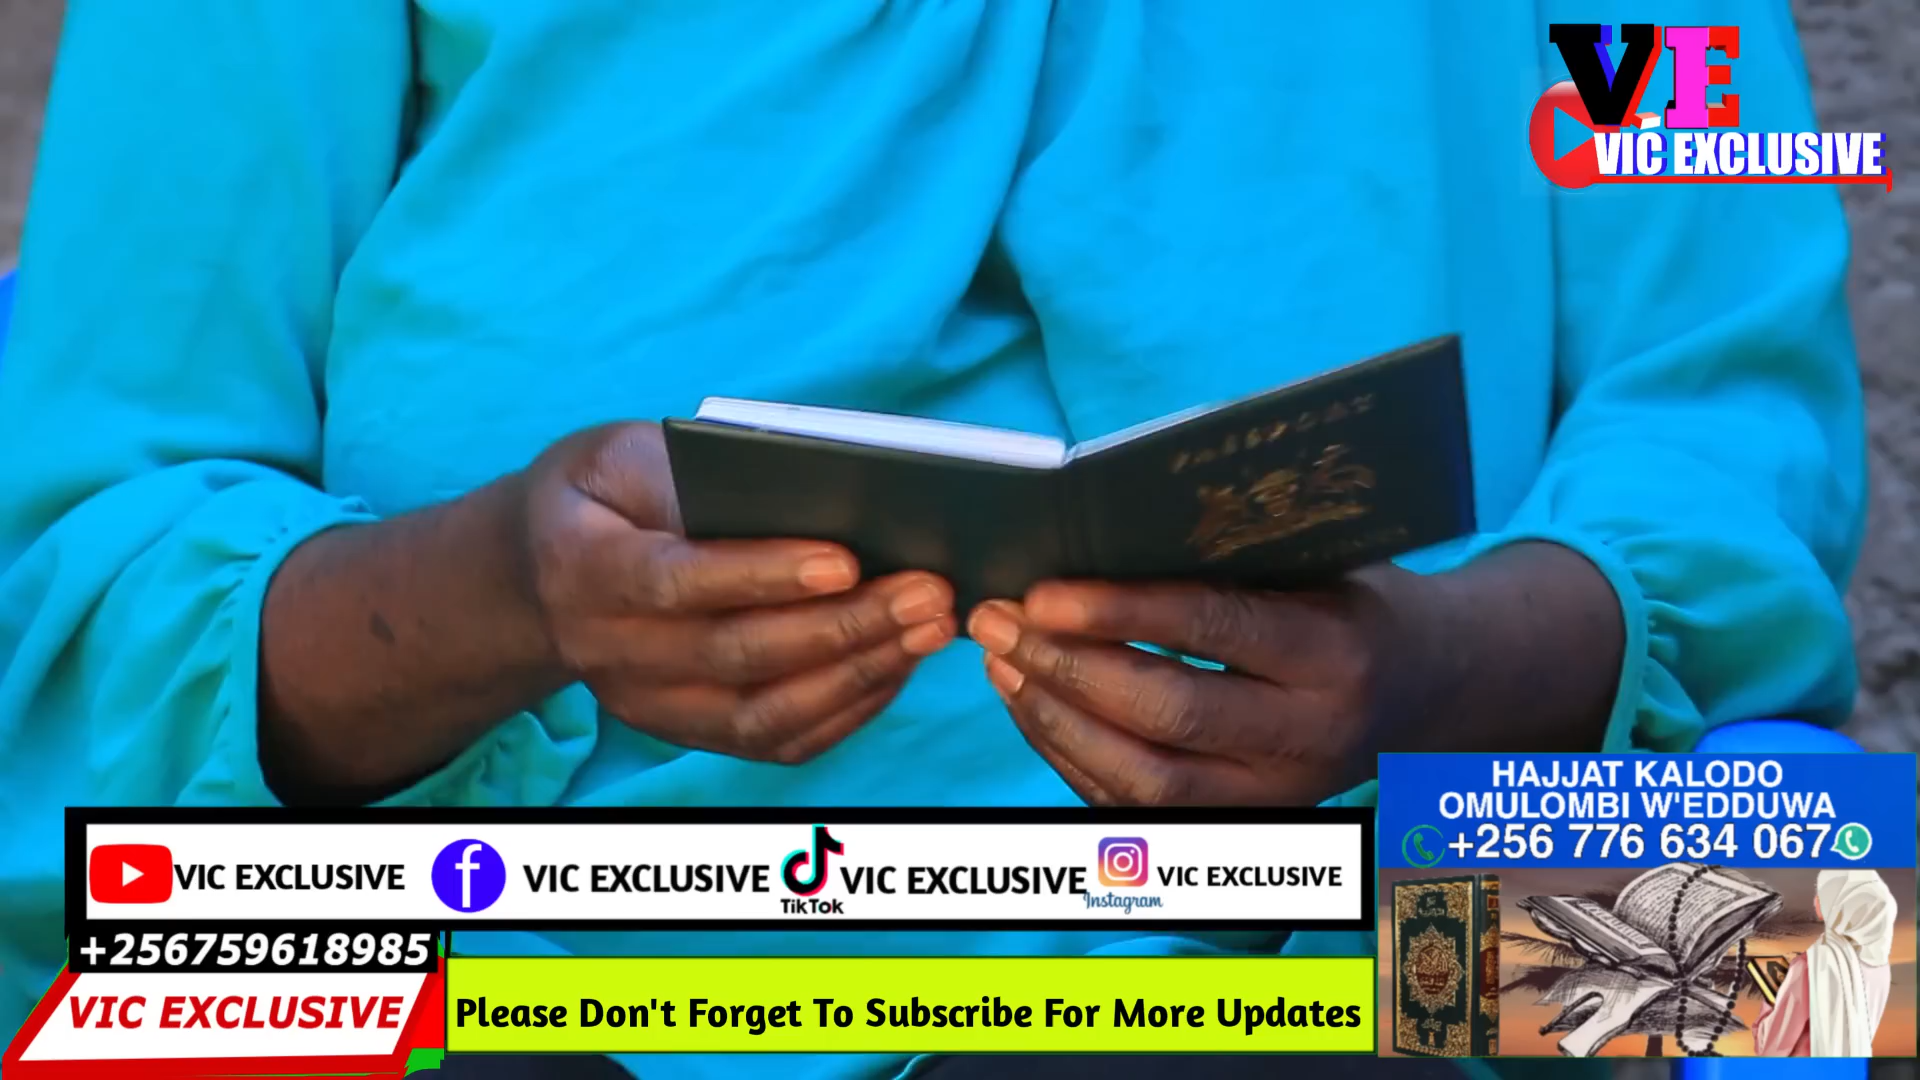 VE
VIC EXCLUSIVE
HAJJAT KALODO
OMULOMBI W'EDDUWA
+256 776 634 067
VIC EXCLUSIVE
VIC EXCLUSIVE
TikTok
VIC EXCLUSIVE
Instagram
VIC EXCLUSIVE
+256759618985
VIC EXCLUSIVE
Please Don't Forget To Subscribe For More Updates